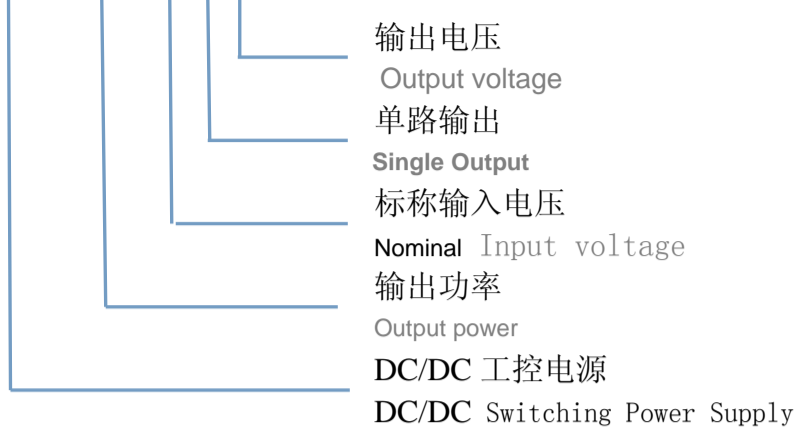 输出电压
Output voltage
单路输出
Single Output
标称输入电压
Nominal Input voltage
输出功率
Output power
DC/DC 工控电源
DC/DC Switching Power Supply